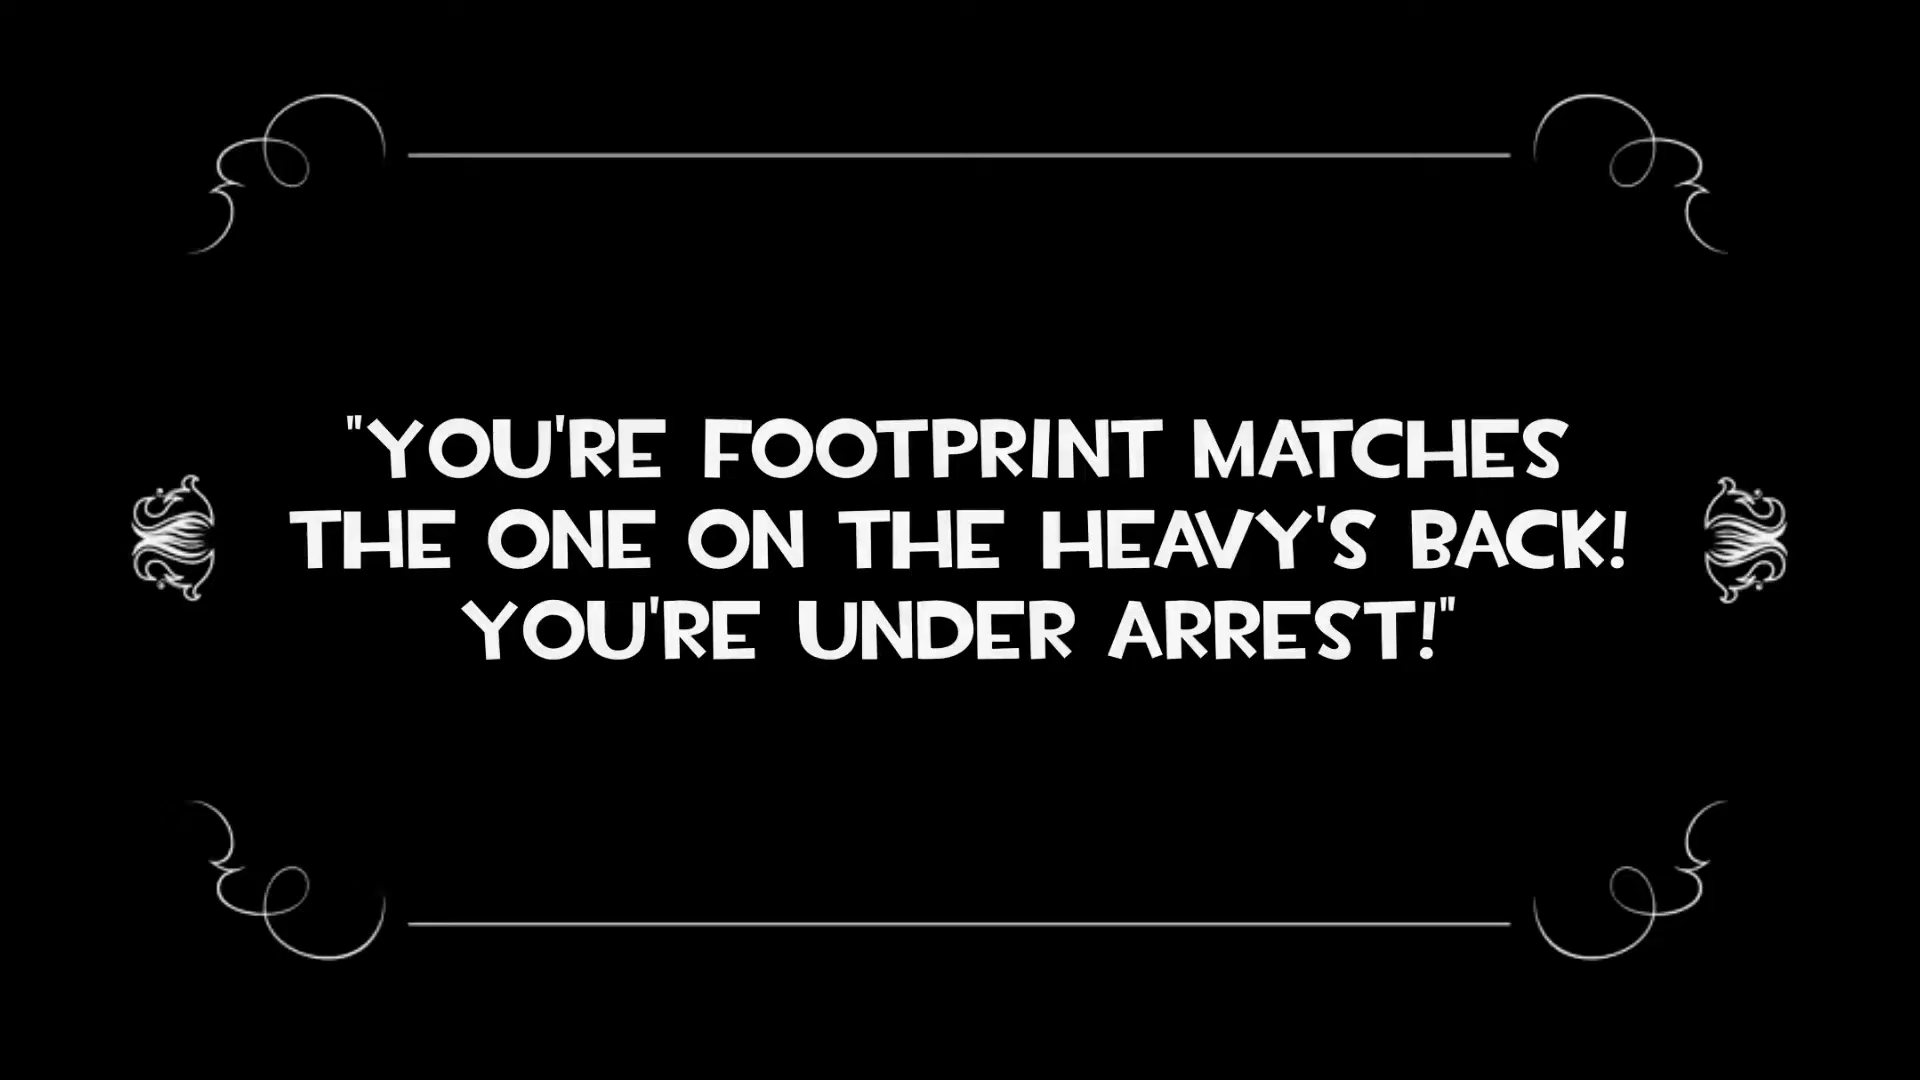 "YOU'RE FOOTPRINT MATCHES
THE ONE ON THE HEAVY'S BACK!
YOU'RE UNDER ARREST!"